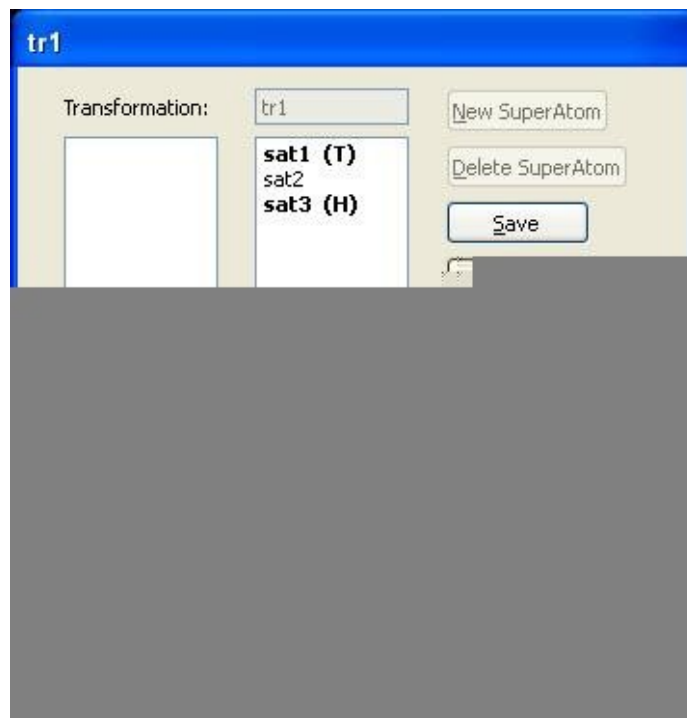 tr1
Transformation: tr1 New SuperAtom
sat1 (T)
sat2
sat3 (H)
Delete SuperAtom
Save